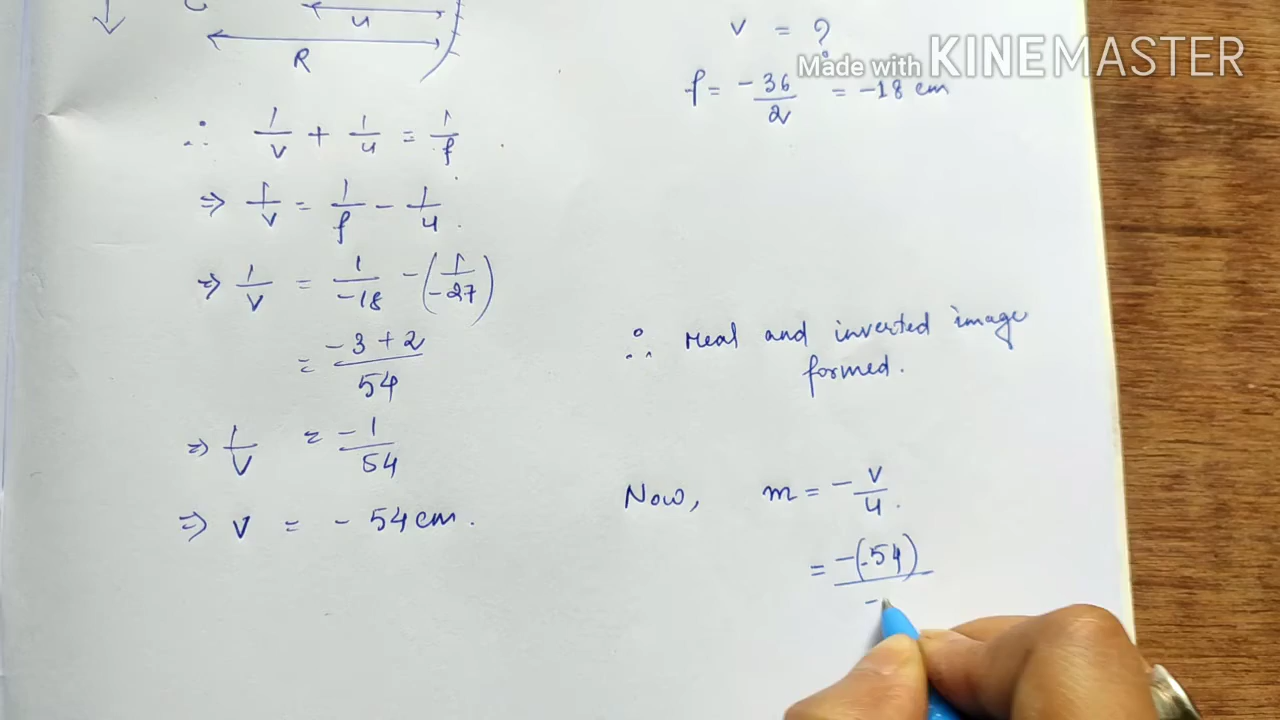 u
R
∴ 1/v + 1/u = 1/f
⇒ 1/v = 1/f - 1/u.
⇒ 1/v = 1/-18 - (1/-27)
= -3 + 2/54
⇒ 1/v = -1/54
⇒ v = - 54 cm.
v = ?
Made with KINEMASTER
f = -36/2 = -18 cm
∴ Real and inverted image
formed.
Now, m = - v/u.
= -(-54)/-